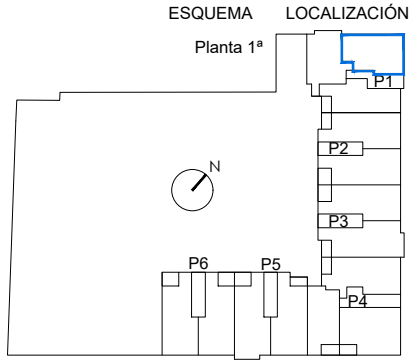 ESQUEMA LOCALIZACIÓN
Planta 1ª
P1
P2
N
P3
P6 P5
P4